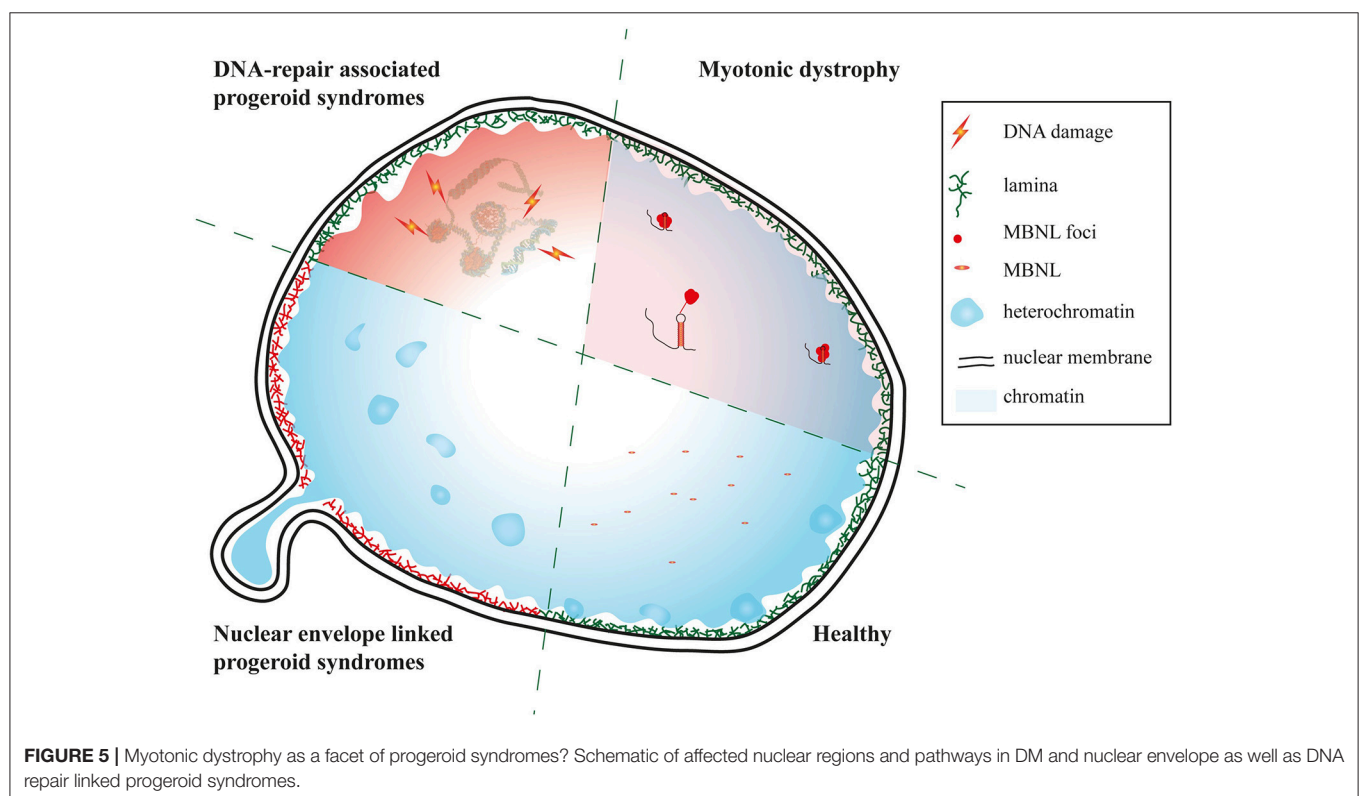 DNA-repair associated
progeroid syndromes
Myotonic dystrophy
DNA damage
lamina
MBNL foci
MBNL
heterochromatin
nuclear membrane
chromatin
Nuclear envelope linked
progeroid syndromes
Healthy
FIGURE 5 | Myotonic dystrophy as a facet of progeroid syndromes? Schematic of affected nuclear regions and pathways in DM and nuclear envelope as well as DNA
repair linked progeroid syndromes.